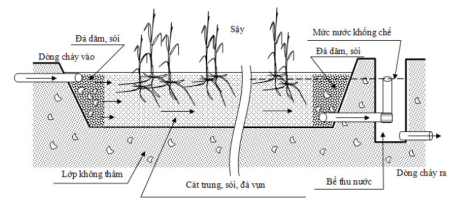 Sậy
Mức nước khống chế
Đá dăm, sỏi
Đá dăm, sỏi
Dòng chảy vào
Lớp không thấm
Cát trung, sỏi, đá vụn
Bể thu nước
Dòng chảy ra